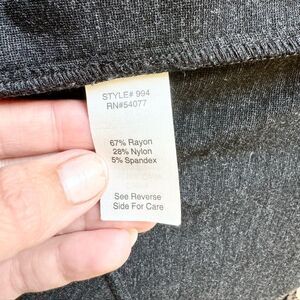 STYLE# 994
RN#54077
67% Rayon
28% Nylon
5% Spandex
See Reverse
Side For Care